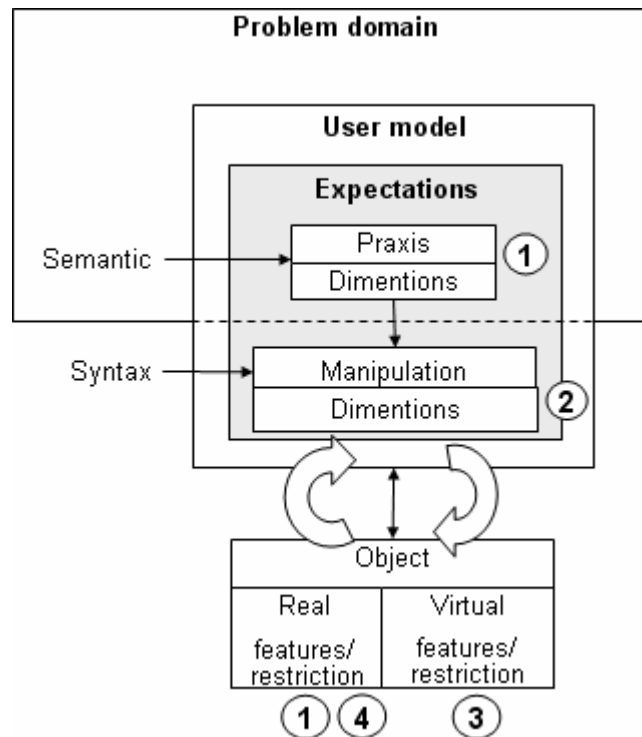 Problem domain
User model
Expectations
Praxis
1
Semantic
Dimentions
Syntax
Manipulation
2
Dimentions
Object
Real
Virtual
features/
restriction
features/
restriction
1 4
3